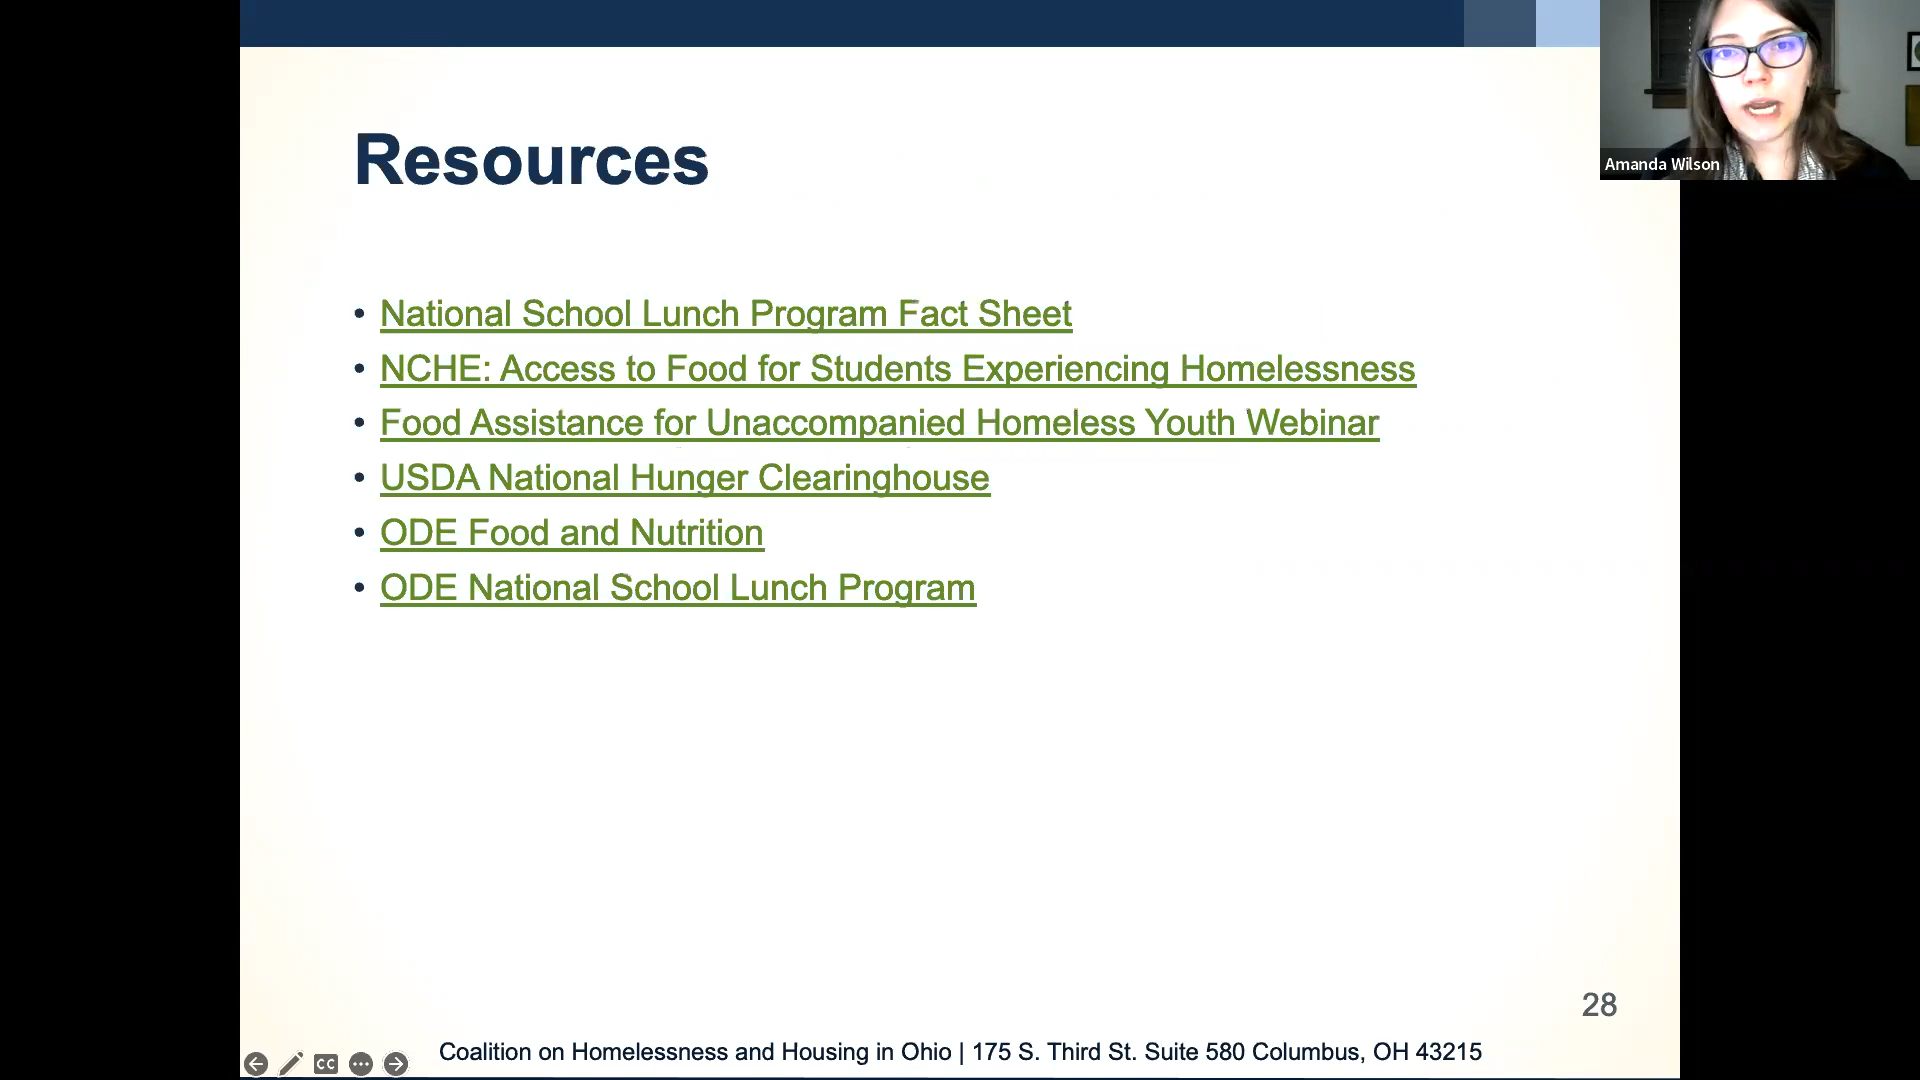 Resources
• National School Lunch Program Fact Sheet
• NCHE: Access to Food for Students Experiencing Homelessness
• Food Assistance for Unaccompanied Homeless Youth Webinar
• USDA National Hunger Clearinghouse
• ODE Food and Nutrition
• ODE National School Lunch Program
Amanda Wilson
28
CC
Coalition on Homelessness and Housing in Ohio | 175 S. Third St. Suite 580 Columbus, OH 43215